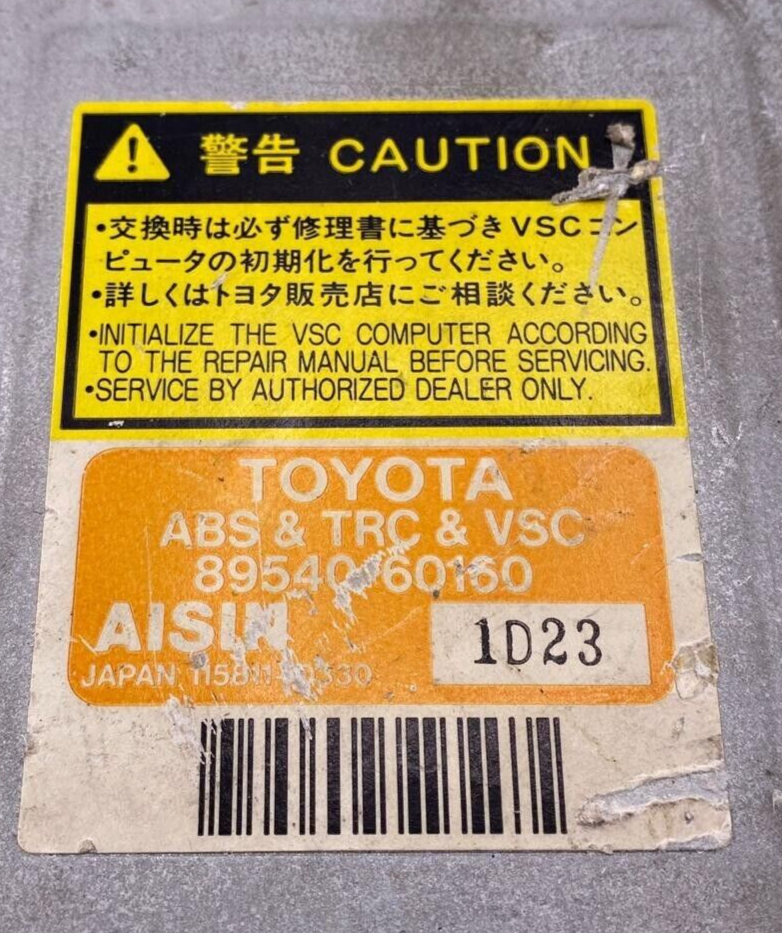 警告 CAUTION
•交換時は必ず修理書に基づきVSCコン
ピュータの初期化を行ってください。
•詳しくはトヨタ販売店にご相談ください。
•INITIALIZE THE VSC COMPUTER ACCORDING
TO THE REPAIR MANUAL BEFORE SERVICING.
•SERVICE BY AUTHORIZED DEALER ONLY.
TOYOTA
ABS & TRC & VSC
89540-60160
AISIN
1D23
JAPAN